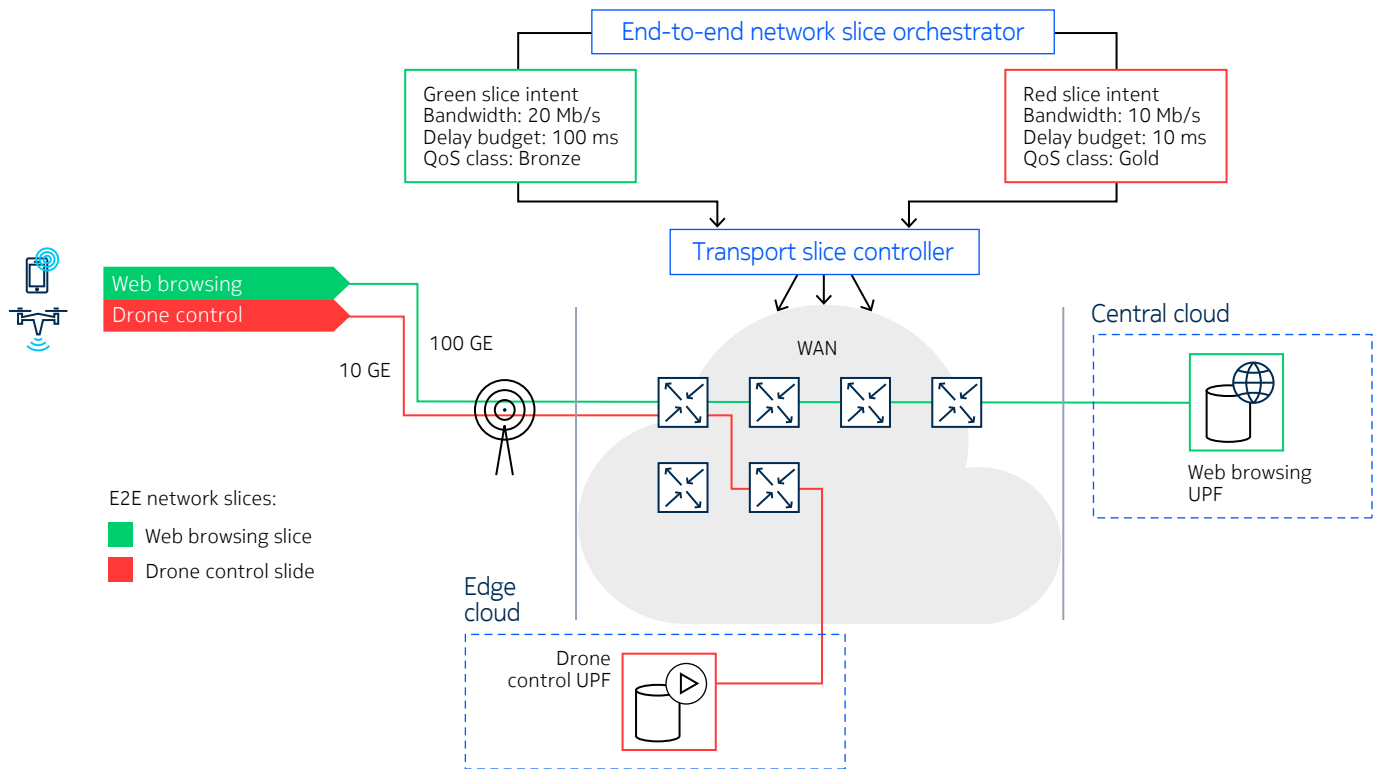 End-to-end network slice orchestrator
Green slice intent
Bandwidth: 20 Mb/s
Delay budget: 100 ms
QoS class: Bronze
Red slice intent
Bandwidth: 10 Mb/s
Delay budget: 10 ms
QoS class: Gold
Transport slice controller
Web browsing
Drone control
100 GE
10 GE
WAN
Central cloud
Web browsing
UPF
E2E network slices:
Web browsing slice
Drone control slide
Edge
cloud
Drone
control UPF